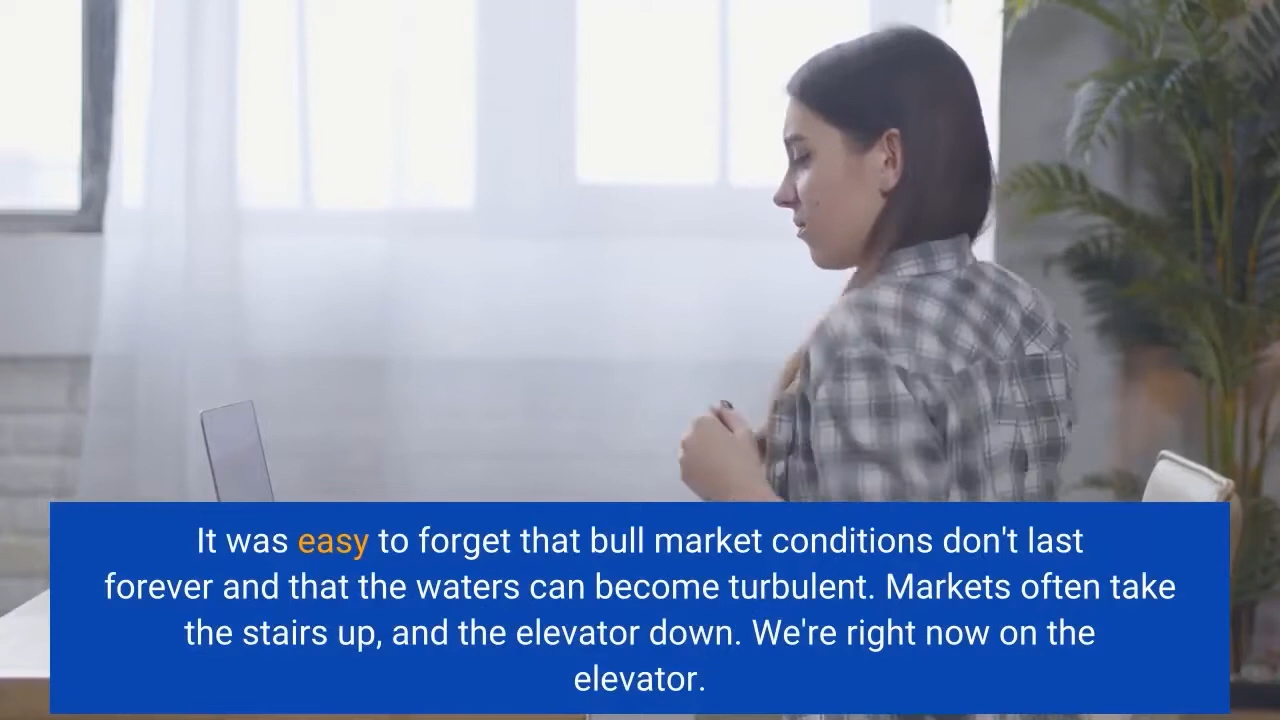 It was easy to forget that bull market conditions don't last
forever and that the waters can become turbulent. Markets often take
the stairs up, and the elevator down. We're right now on the
elevator.